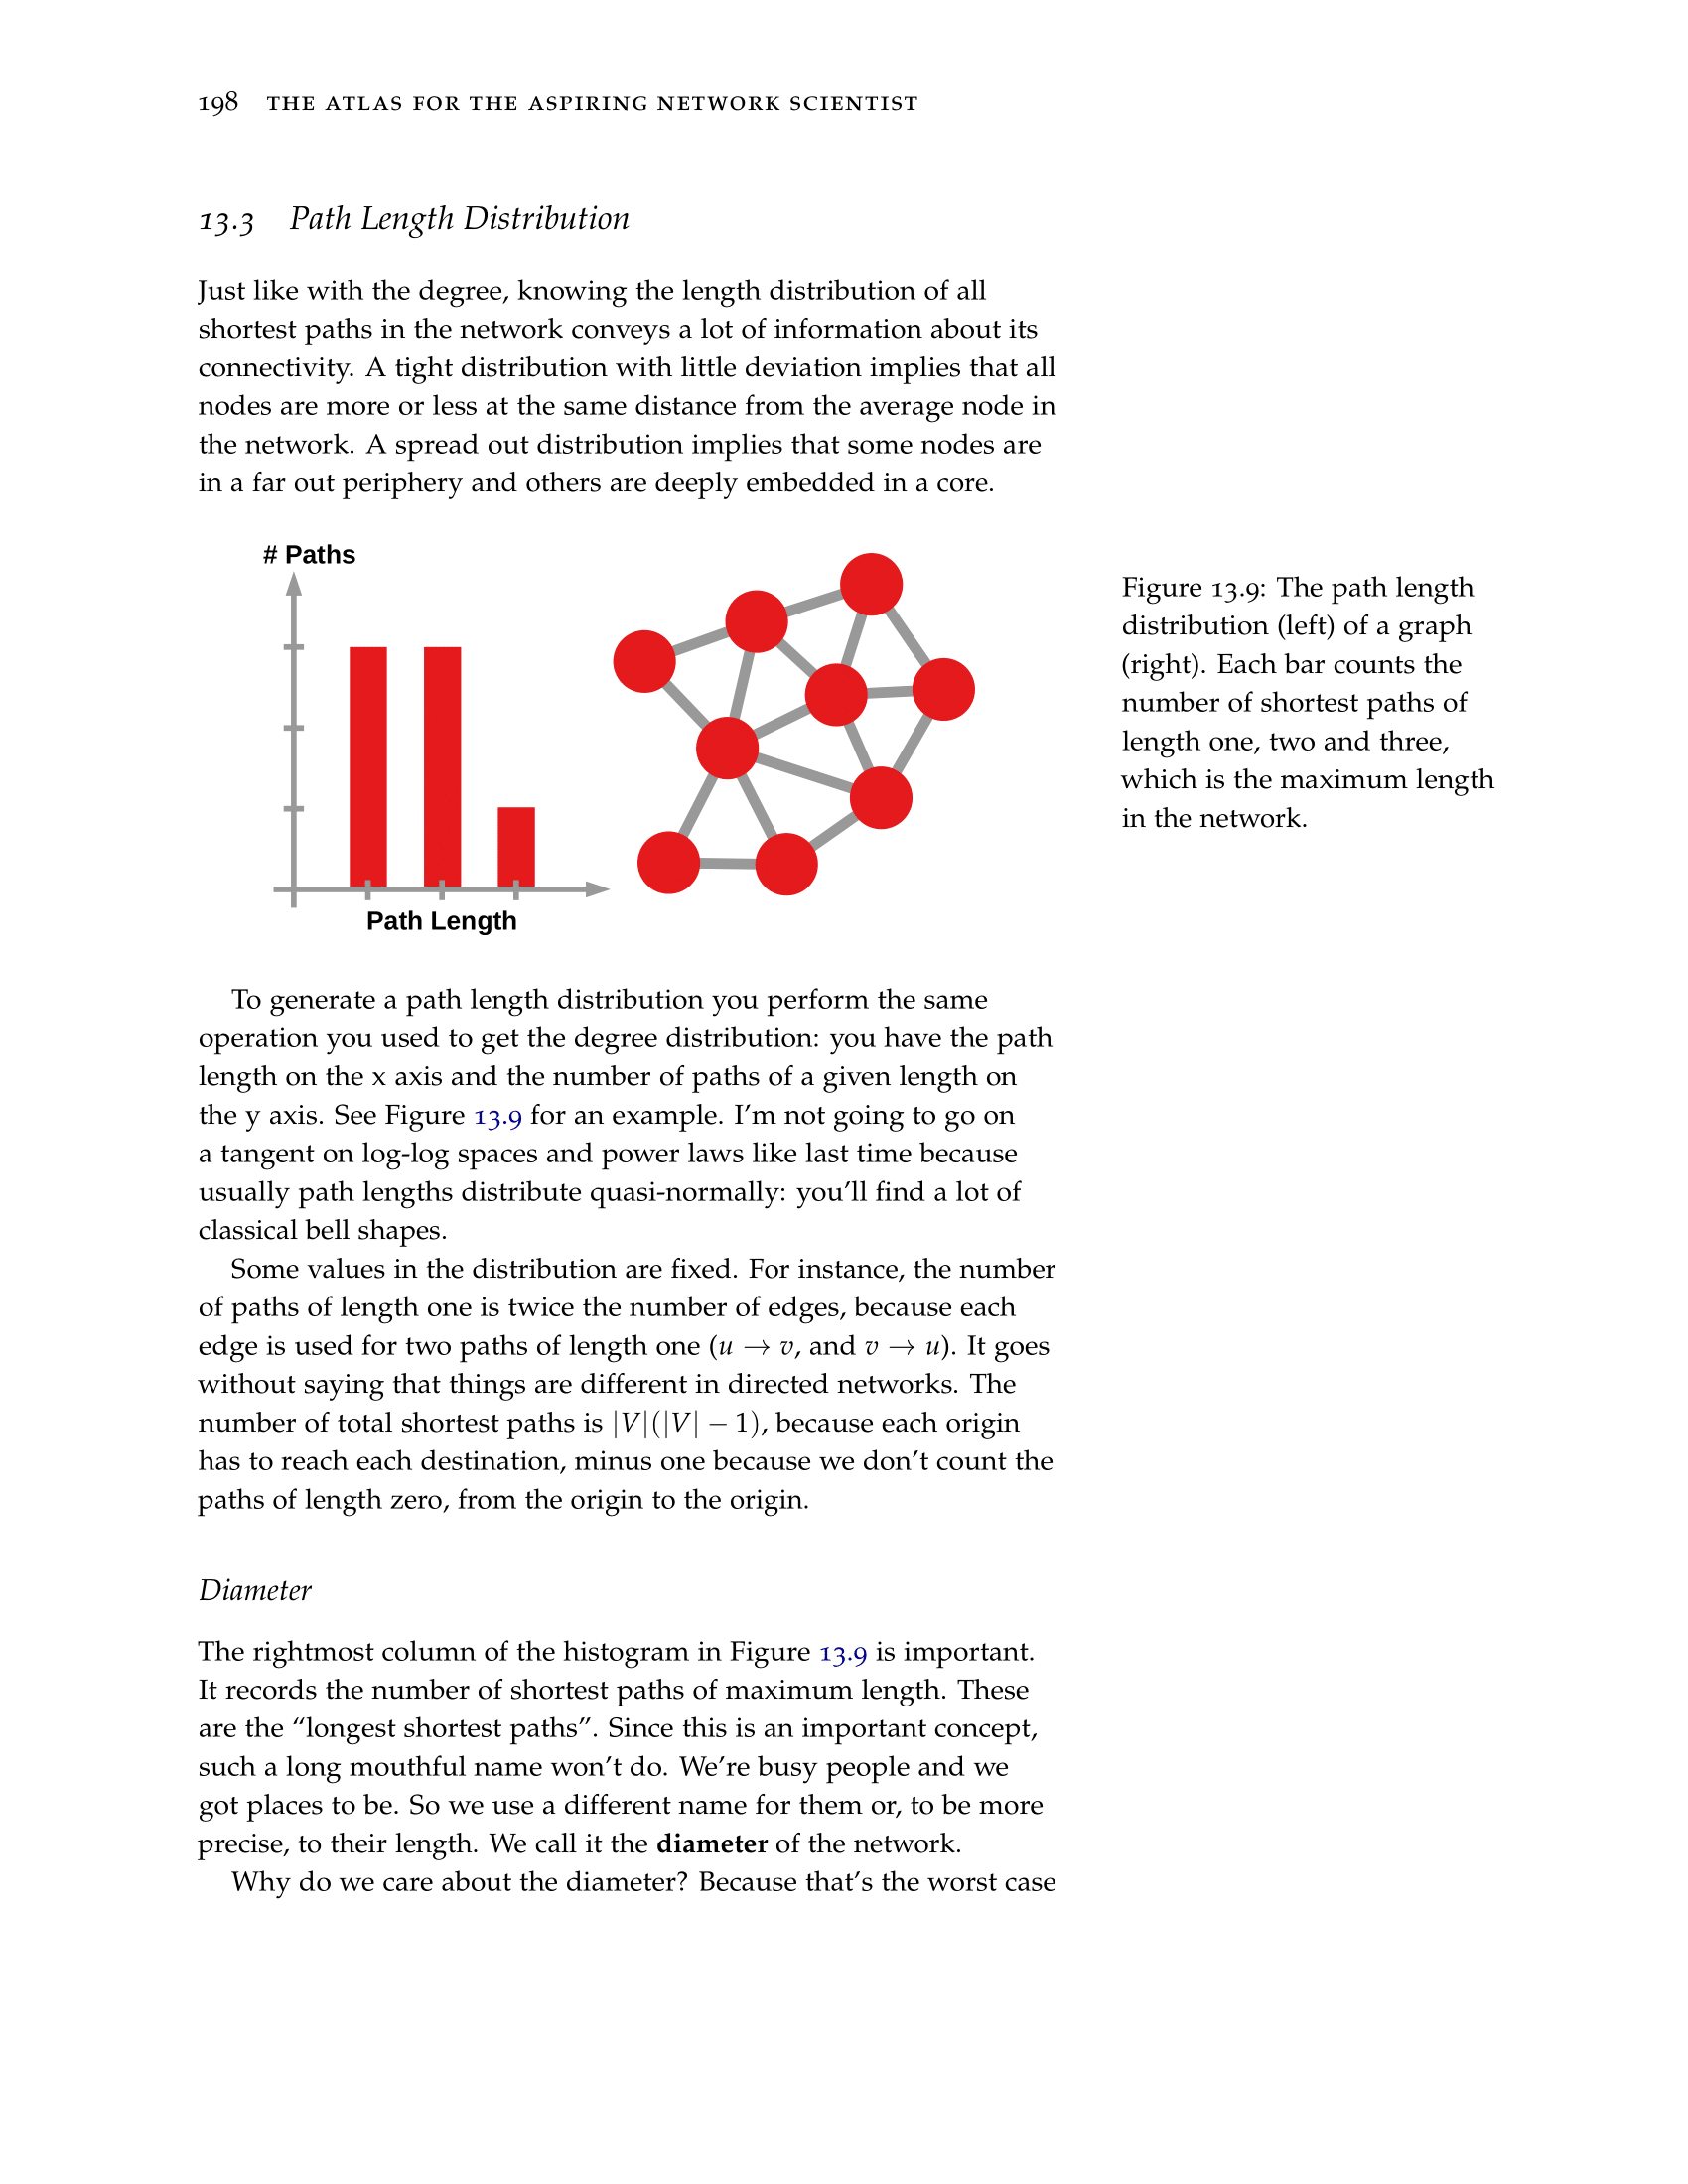 198 THE ATLAS FOR THE ASPIRING NETWORK SCIENTIST
13.3 Path Length Distribution
Just like with the degree, knowing the length distribution of all
shortest paths in the network conveys a lot of information about its
connectivity. A tight distribution with little deviation implies that all
nodes are more or less at the same distance from the average node in
the network. A spread out distribution implies that some nodes are
in a far out periphery and others are deeply embedded in a core.
# Paths
Path Length
Figure 13.9: The path length
distribution (left) of a graph
(right). Each bar counts the
number of shortest paths of
length one, two and three,
which is the maximum length
in the network.
To generate a path length distribution you perform the same
operation you used to get the degree distribution: you have the path
length on the x axis and the number of paths of a given length on
the y axis. See Figure 13.9 for an example. I'm not going to go on
a tangent on log-log spaces and power laws like last time because
usually path lengths distribute quasi-normally: you'll find a lot of
classical bell shapes.
Some values in the distribution are fixed. For instance, the number
of paths of length one is twice the number of edges, because each
edge is used for two paths of length one (u → v, and v → u). It goes
without saying that things are different in directed networks. The
number of total shortest paths is |V|(|V| − 1), because each origin
has to reach each destination, minus one because we don't count the
paths of length zero, from the origin to the origin.
Diameter
The rightmost column of the histogram in Figure 13.9 is important.
It records the number of shortest paths of maximum length. These
are the “longest shortest paths”. Since this is an important concept,
such a long mouthful name won't do. We're busy people and we
got places to be. So we use a different name for them or, to be more
precise, to their length. We call it the diameter of the network.
Why do we care about the diameter? Because that's the worst case